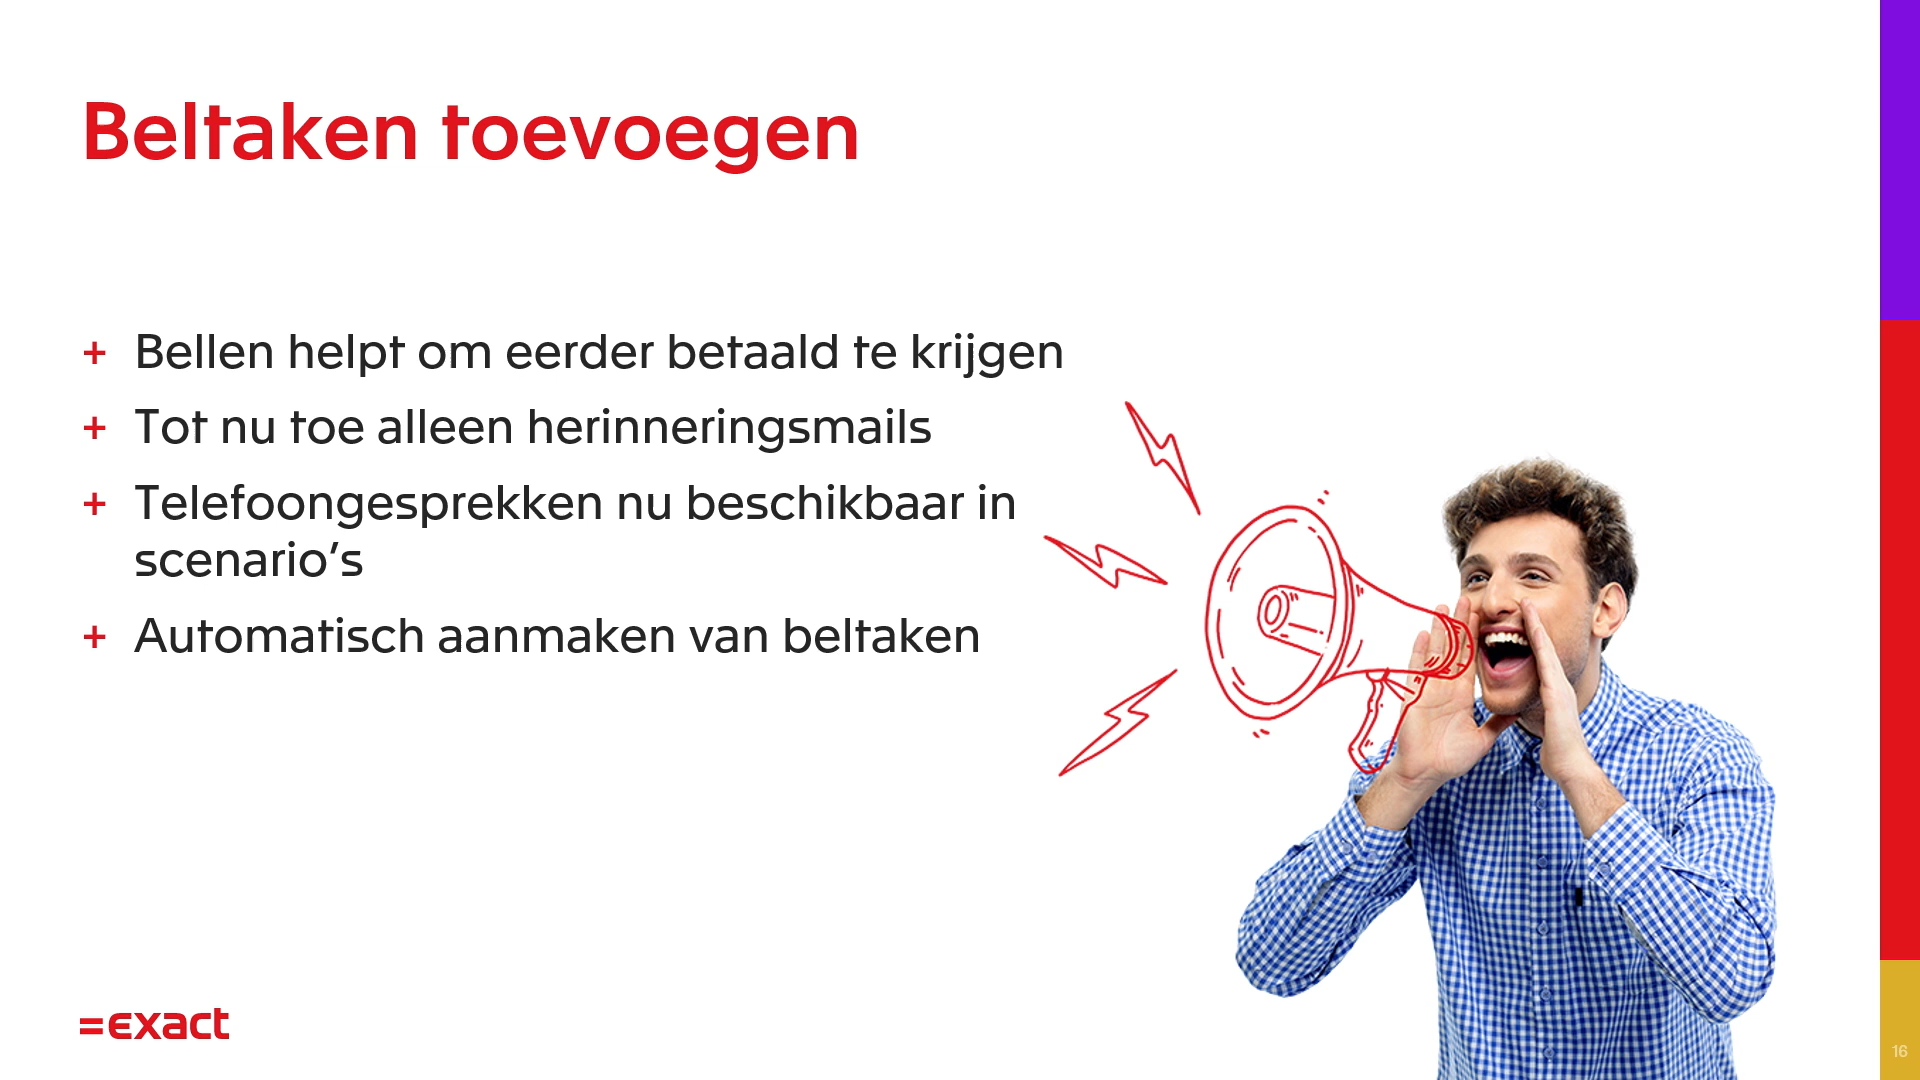 Beltaken toevoegen
+ Bellen helpt om eerder betaald te krijgen
+ Tot nu toe alleen herinneringsmails
+ Telefoongesprekken nu beschikbaar in
scenario’s
+ Automatisch aanmaken van beltaken
=exact
16